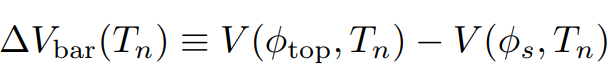 ΔV_bar(T_n) ≡ V(ϕ_top, T_n) − V(ϕ_s, T_n)